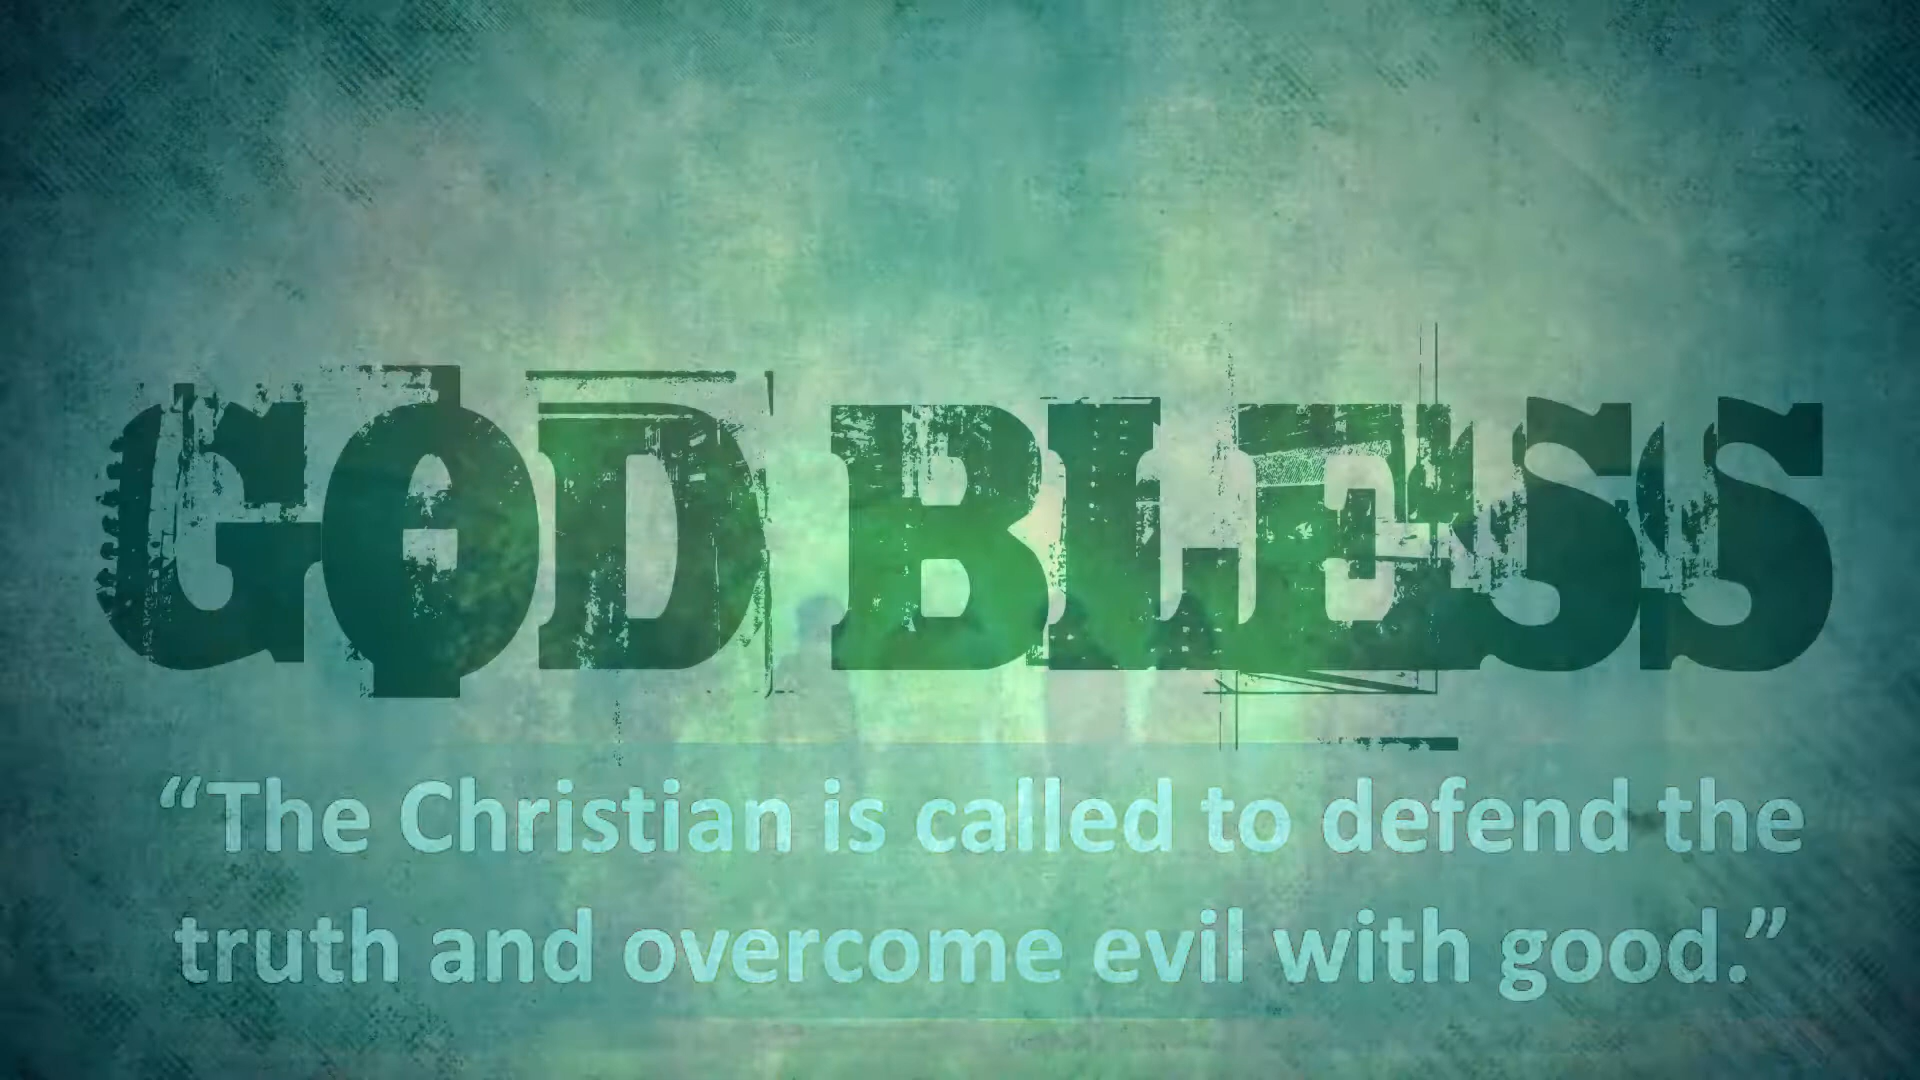 GOD BLESS
“The Christian is called to defend the
truth and overcome evil with good.”